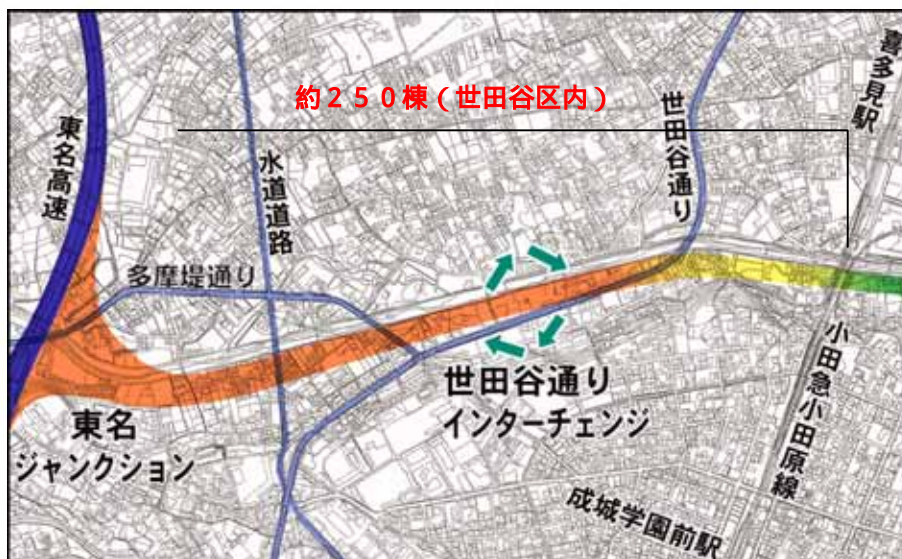 約２５０棟（世田谷区内）
喜多見駅
世田谷通り
東名高速
水道道路
多摩堤通り
世田谷通り
インターチェンジ
東名
ジャンクション
小田急小田原線
成城学園前駅